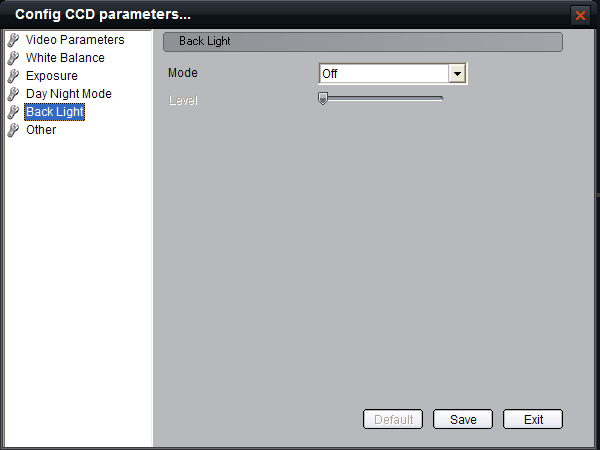 Config CCD parameters...
Video Parameters
White Balance
Exposure
Day Night Mode
Back Light
Other
Back Light
Mode
Off
Level
Default
Save
Exit